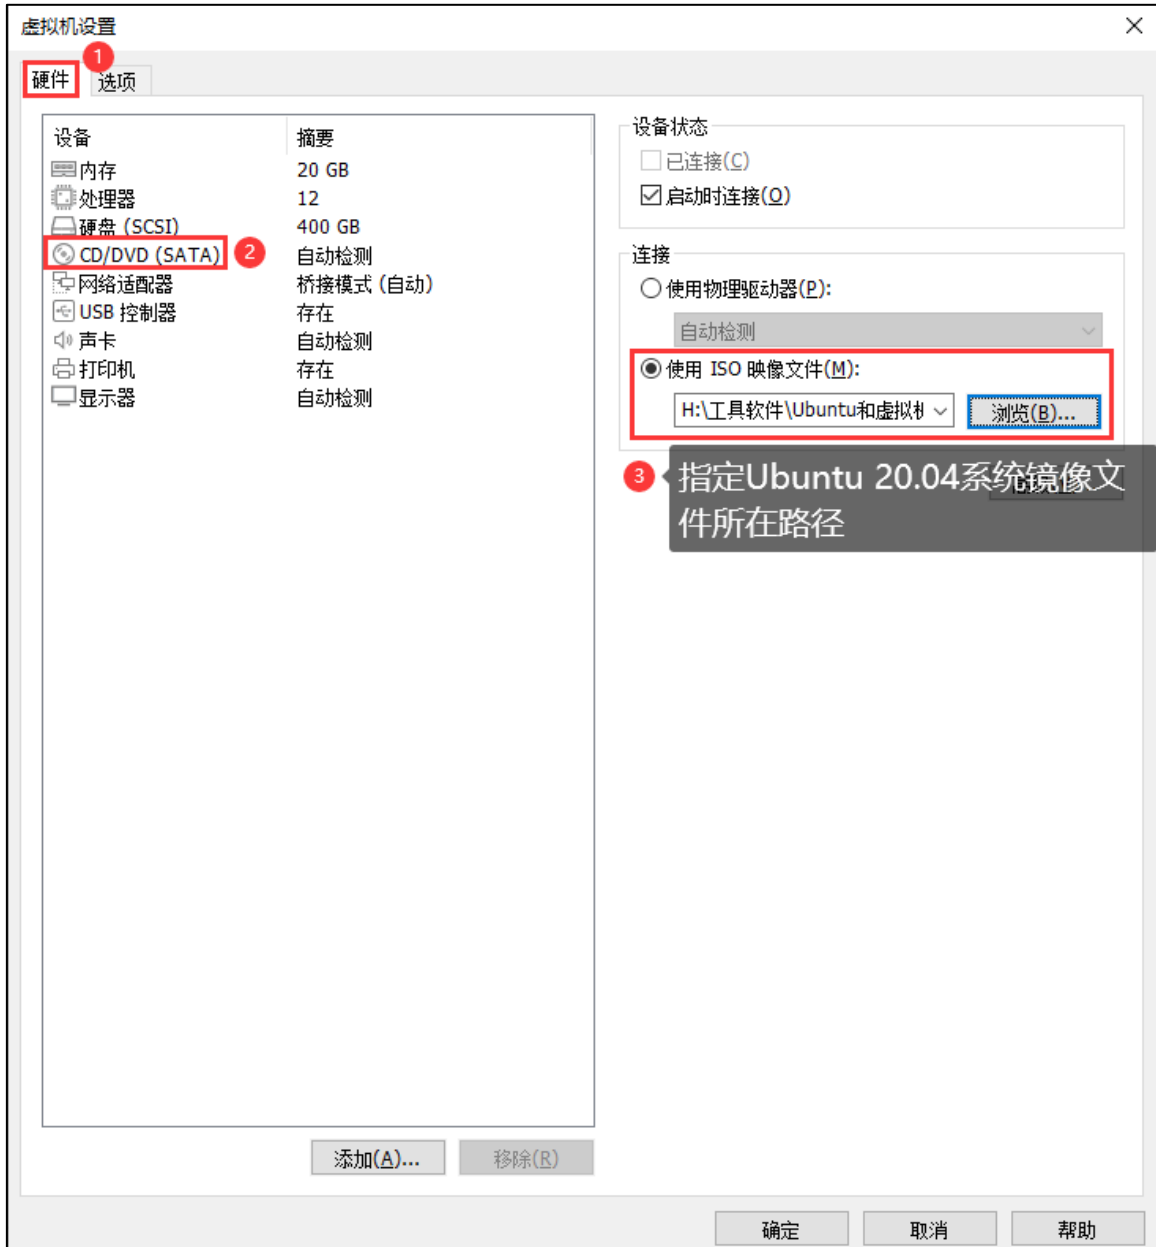 虚拟机设置
1
硬件 选项
设备 摘要
内存 20 GB
处理器 12
硬盘 (SCSI) 400 GB
CD/DVD (SATA) 2 自动检测
网络适配器 桥接模式 (自动)
USB 控制器 存在
声卡 自动检测
打印机 存在
显示器 自动检测
添加(A)... 移除(R)
设备状态
已连接(C)
启动时连接(O)
连接
使用物理驱动器(P):
自动检测
使用 ISO 映像文件(M):
H:\工具软件\Ubuntu和虚拟 浏览(B)...
3 指定Ubuntu 20.04系统镜像文
件所在路径
确定 取消 帮助